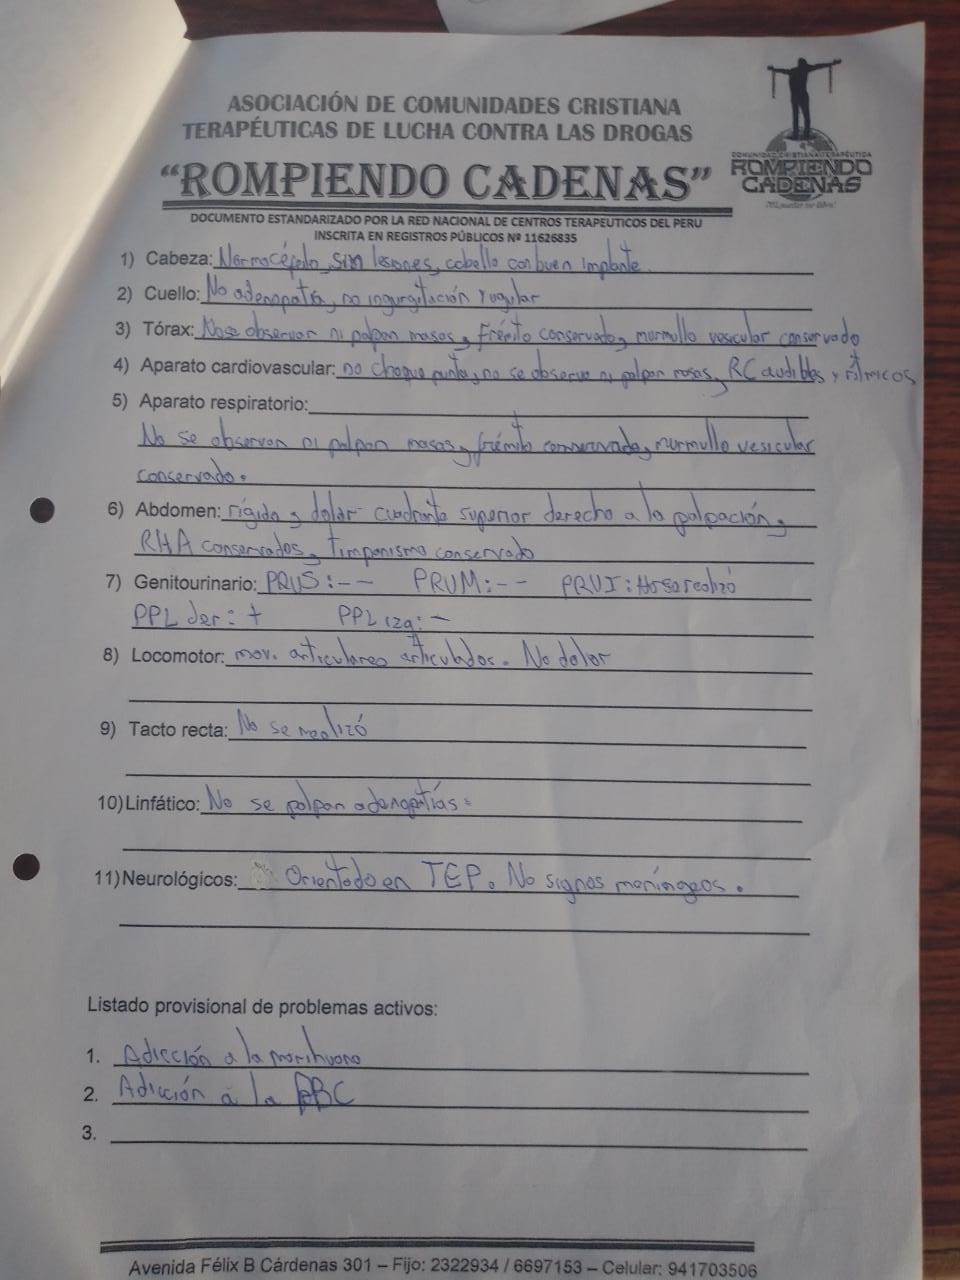 ASOCIACIÓN DE COMUNIDADES CRISTIANA
TERAPÉUTICAS DE LUCHA CONTRA LAS DROGAS
"ROMPIENDO CADENAS"
COMUNIDAD CRISTIANA TERAPÉUTICA
ROMPIENDO
CADENAS
DOCUMENTO ESTANDARIZADO POR LA RED NACIONAL DE CENTROS TERAPEUTICOS DEL PERU
INSCRITA EN REGISTROS PÚBLICOS Nº 11626835
1) Cabeza: Normocéfalo, sin lesiones, cabello con buen implante.
2) Cuello: No adenopatía, no ingurgitación yugular
3) Tórax: No se observan ni palpan masas, frémito conservado, murmullo vesicular conservado
4) Aparato cardiovascular: no choque punta, no se observa ni palpan masas, RC audibles y rítmicos
5) Aparato respiratorio:
No se observan ni palpan masas, frémito conservado, murmullo vesicular
conservado.
6) Abdomen: rígido, dolor cuadrante superior derecho a la palpación,
RHA conservados, timpanismo conservado
7) Genitourinario: PRUS: -- PRUM: -- PRUI: No se realizó
PPL der: + PPL izq: -
8) Locomotor: mov. articulares articulados. No dolor
9) Tacto recta: No se realizó
10) Linfático: No se palpan adenopatías.
11) Neurológicos: Orientado en TEP. No signos meníngeos.
Listado provisional de problemas activos:
1. Adicción a la marihuana
2. Adicción a la PBC
3.
Avenida Félix B Cárdenas 301 – Fijo: 2322934 / 6697153 – Celular: 941703506